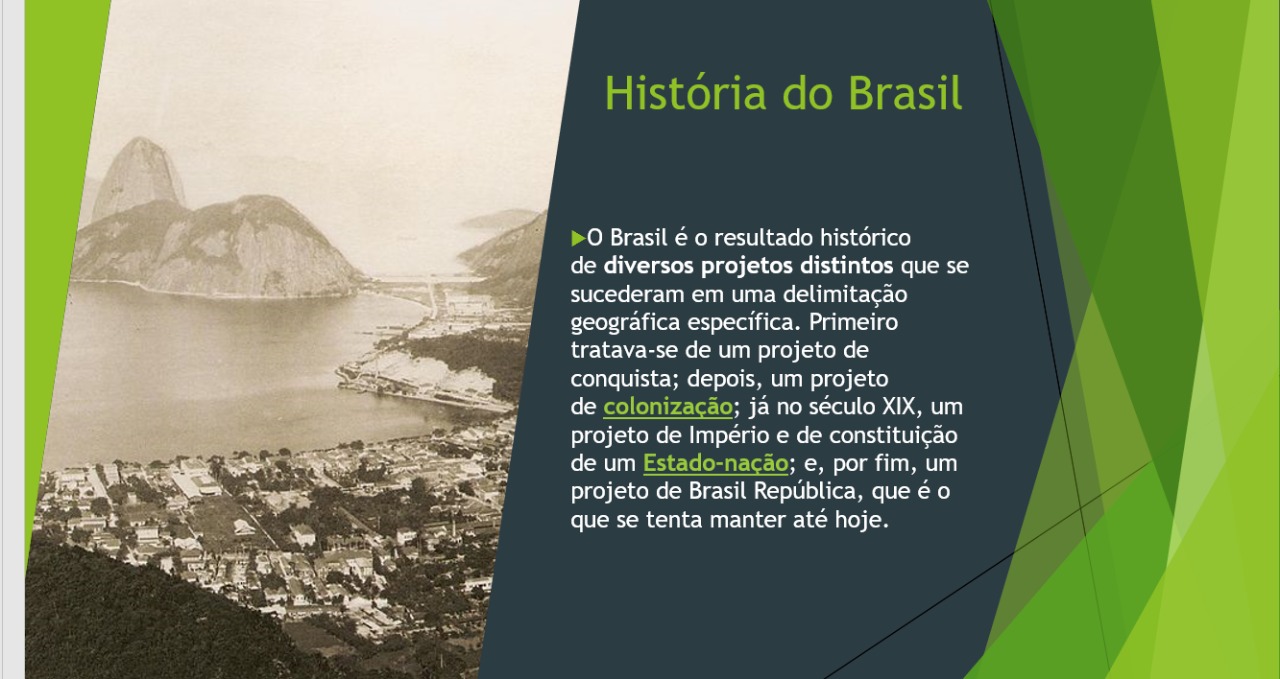 História do Brasil
O Brasil é o resultado histórico
de diversos projetos distintos que se
sucederam em uma delimitação
geográfica específica. Primeiro
tratava-se de um projeto de
conquista; depois, um projeto
de colonização; já no século XIX, um
projeto de Império e de constituição
de um Estado-nação; e, por fim, um
projeto de Brasil República, que é o
que se tenta manter até hoje.